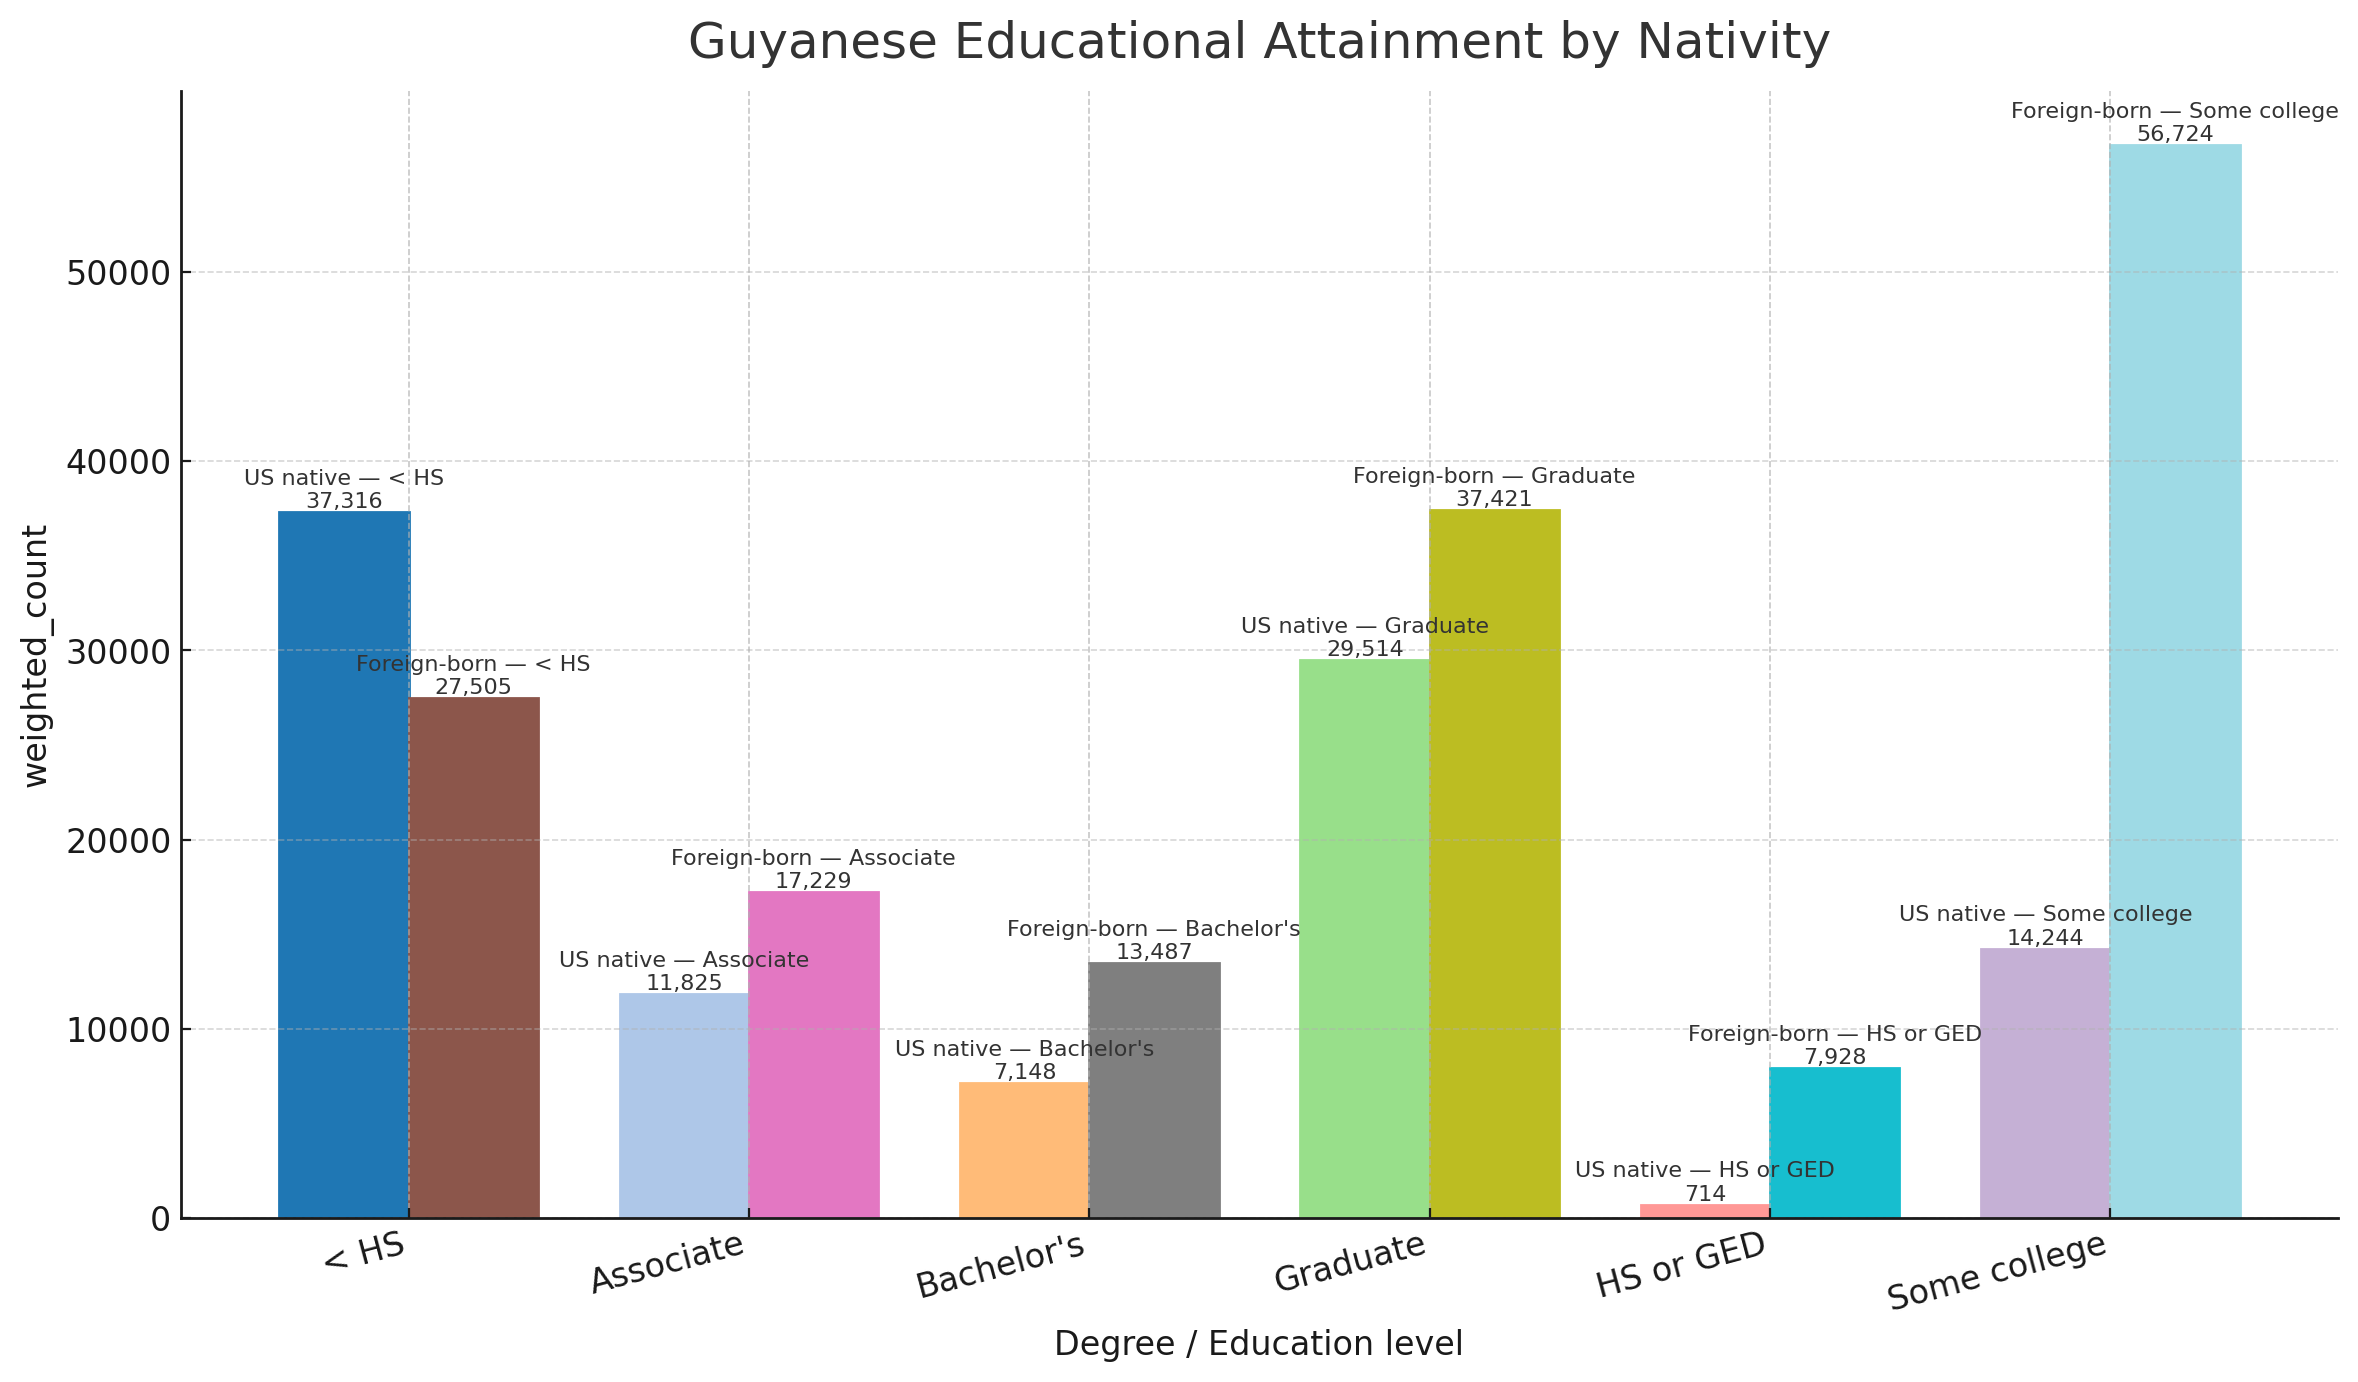 Guyanese Educational Attainment by Nativity
weighted_count
50000
40000
30000
20000
10000
0
US native — < HS
37,316
Foreign-born — < HS
27,505
US native — Associate
11,825
Foreign-born — Associate
17,229
US native — Bachelor's
7,148
Foreign-born — Bachelor's
13,487
US native — Graduate
29,514
Foreign-born — Graduate
37,421
US native — HS or GED
714
Foreign-born — HS or GED
7,928
US native — Some college
14,244
Foreign-born — Some college
56,724
< HS
Associate
Bachelor's
Graduate
HS or GED
Some college
Degree / Education level